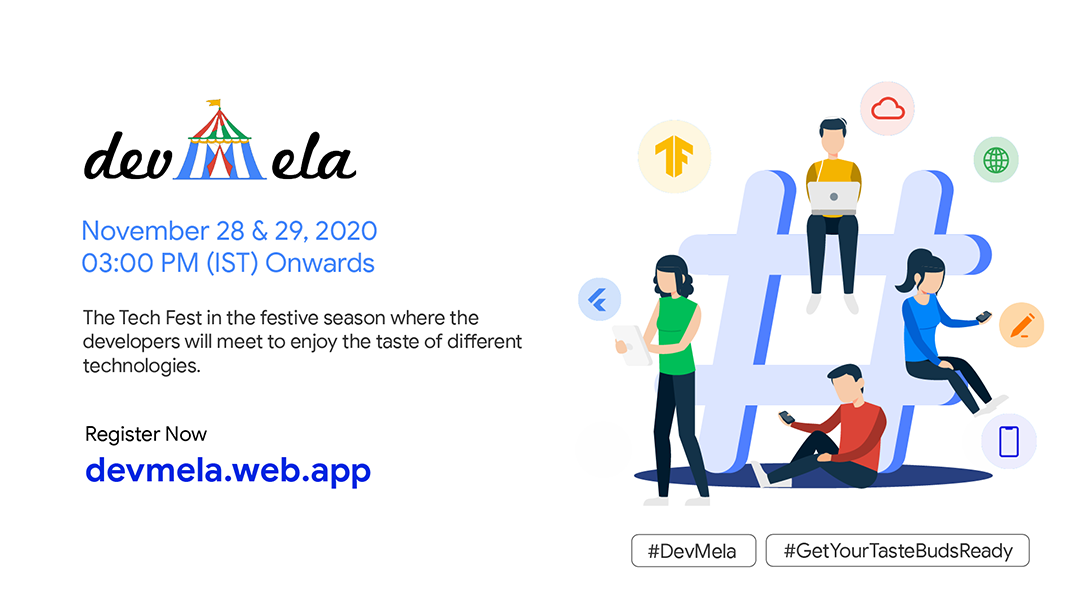 devmela
November 28 & 29, 2020
03:00 PM (IST) Onwards
The Tech Fest in the festive season where the
developers will meet to enjoy the taste of different
technologies.
Register Now
devmela.web.app
#DevMela
#GetYourTasteBudsReady